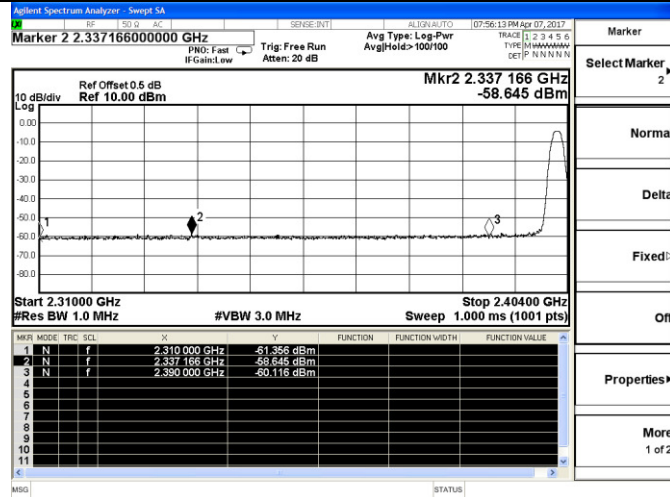 Agilent Spectrum Analyzer - Swept SA
RF 50 Ω AC SENSE:INT ALIGN AUTO 07:56:13 PM Apr 07, 2017
Marker 2 2.337166000000 GHz
PNO: Fast
IFGain:Low
Trig: Free Run
Atten: 20 dB
Avg Type: Log-Pwr
Avg|Hold:>100/100
TRACE 1 2 3 4 5 6
TYPE M WWWWW
DET P N N N N N
Marker
Select Marker
2
Mkr2 2.337 166 GHz
-58.645 dBm
Ref Offset 0.5 dB
10 dB/div Ref 10.00 dBm
Log
0.00
-10.0
-20.0
-30.0
-40.0
-50.0
-60.0
-70.0
-80.0
1
2
3
Start 2.31000 GHz
Stop 2.40400 GHz
#Res BW 1.0 MHz #VBW 3.0 MHz Sweep 1.000 ms (1001 pts)
MKR MODE TRC SCL X Y FUNCTION FUNCTION WIDTH FUNCTION VALUE
1 N f 2.310 000 GHz -61.356 dBm
2 N f 2.337 166 GHz -58.645 dBm
3 N f 2.390 000 GHz -60.116 dBm
4
5
6
7
8
9
10
11
Norma
Delta
Fixed
Off
Properties
More
1 of 2
MSG STATUS